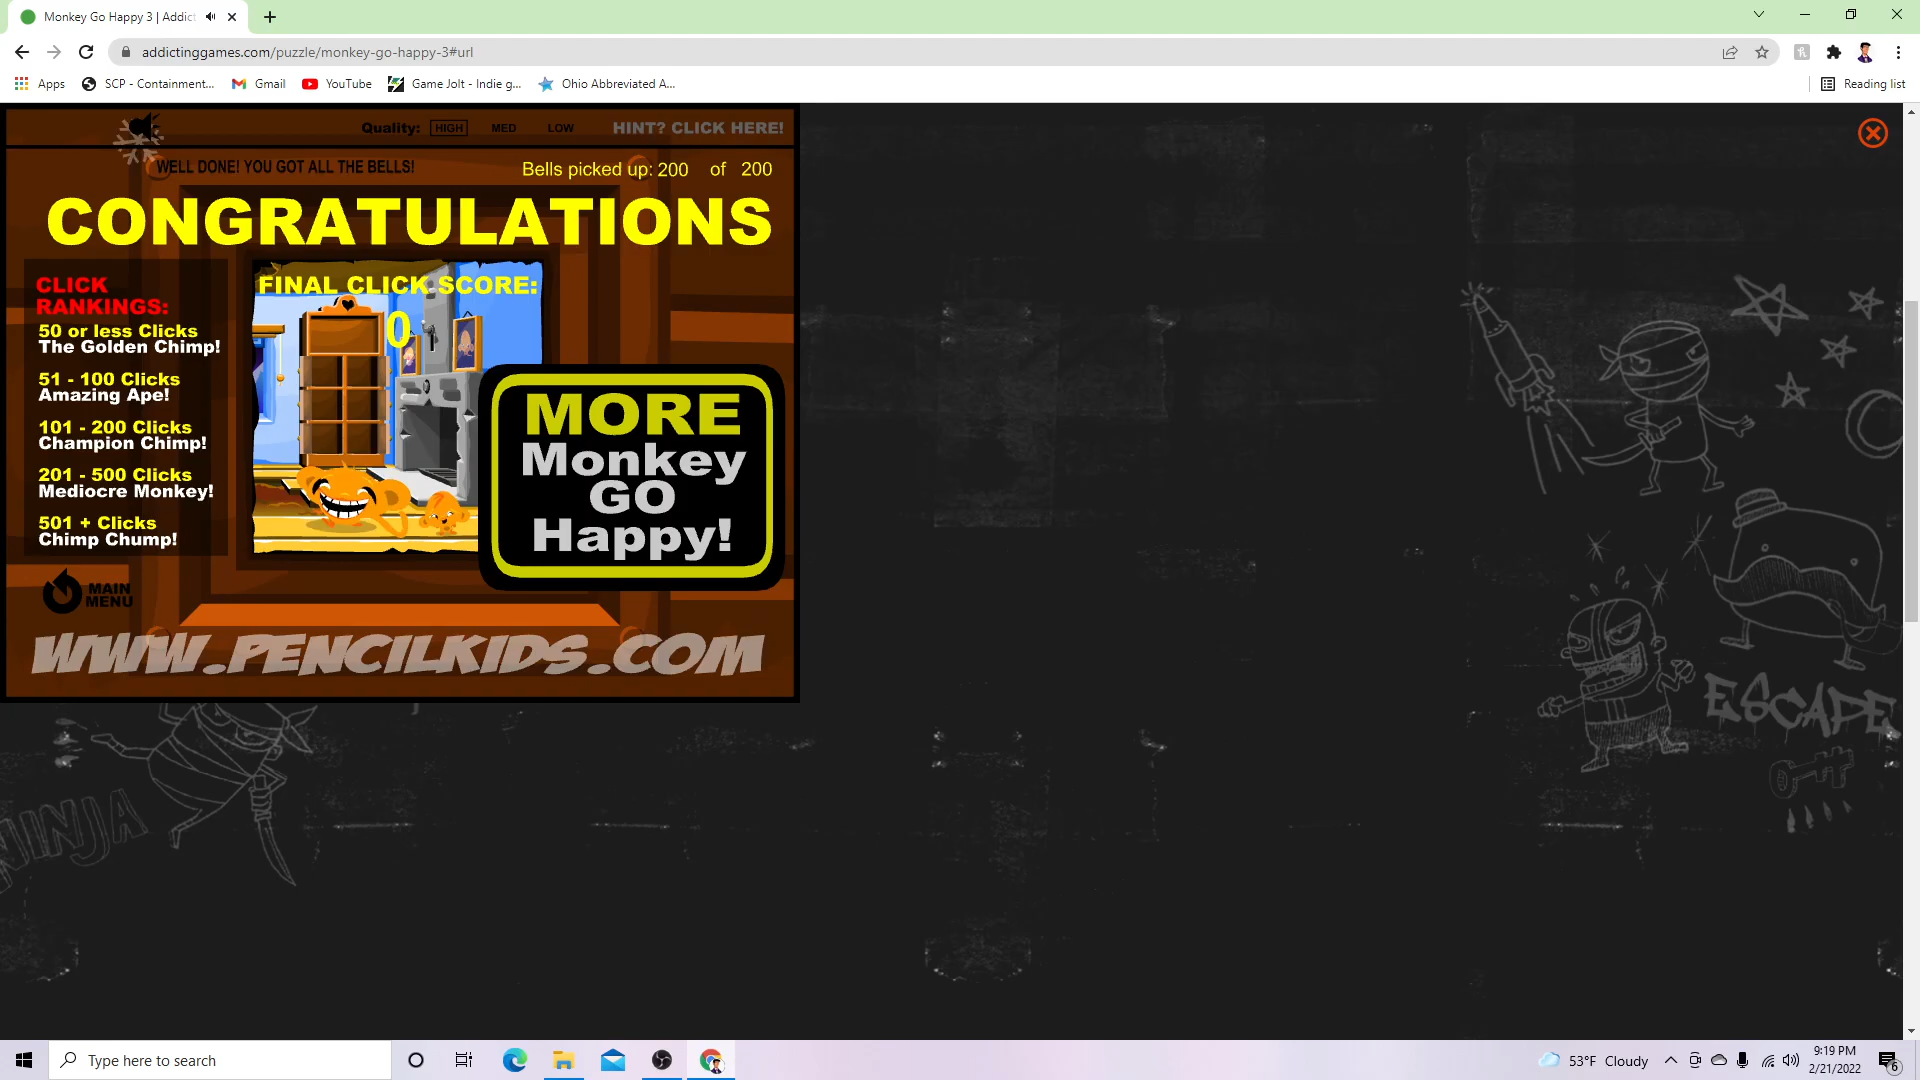 Monkey Go Happy 3 | Addict
addictinggames.com/puzzle/monkey-go-happy-3#url
Apps
SCP - Containment...
Gmail
YouTube
Game Jolt - Indie g...
Ohio Abbreviated A...
Reading list
Quality: HIGH MED LOW HINT? CLICK HERE!
WELL DONE! YOU GOT ALL THE BELLS!
Bells picked up: 200 of 200
CONGRATULATIONS
CLICK
RANKINGS:
50 or less Clicks
The Golden Chimp!
51 - 100 Clicks
Amazing Ape!
101 - 200 Clicks
Champion Chimp!
201 - 500 Clicks
Mediocre Monkey!
501 + Clicks
Chimp Chump!
FINAL CLICK SCORE:
0
MORE
Monkey
GO
Happy!
MAIN
MENU
WWW.PENCILKIDS.COM
NINJA
ESCAPE
Type here to search
53°F Cloudy
9:19 PM
2/21/2022
6